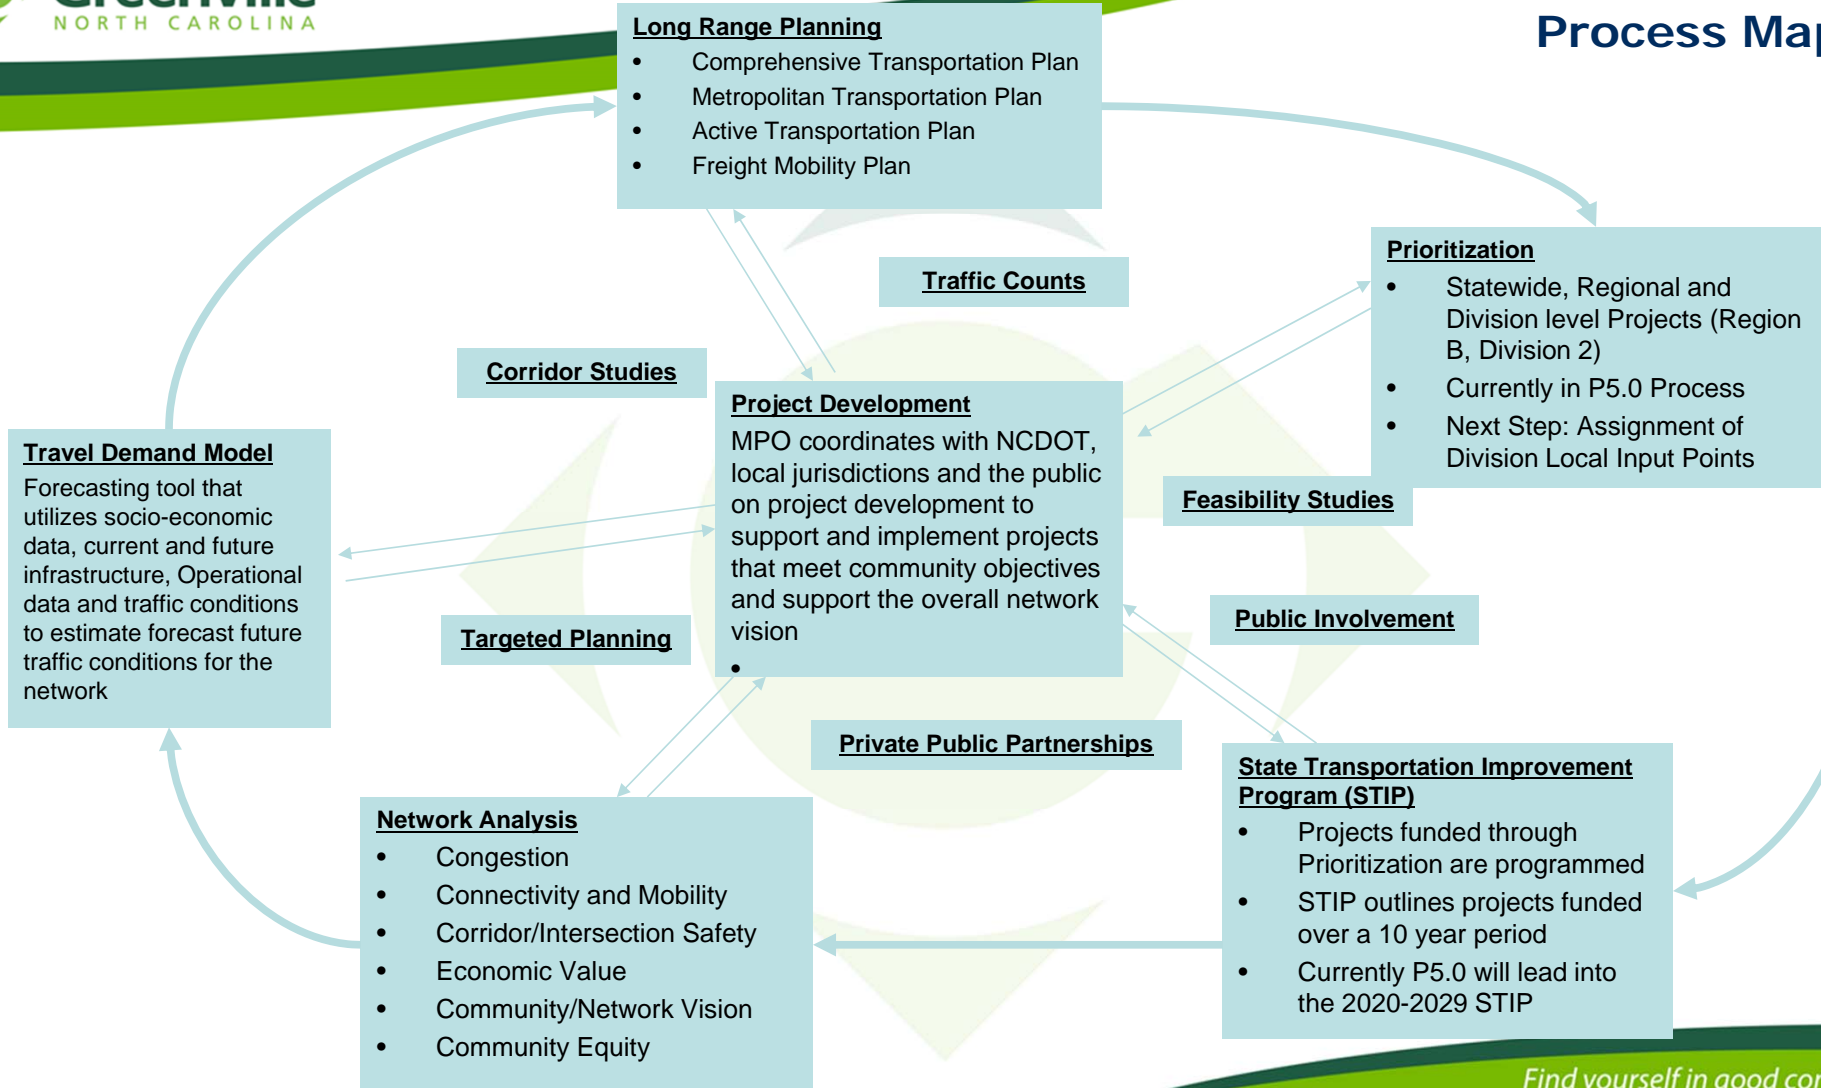 Greenville
NORTH CAROLINA
Process Map
Long Range Planning
• Comprehensive Transportation Plan
• Metropolitan Transportation Plan
• Active Transportation Plan
• Freight Mobility Plan
Traffic Counts
Prioritization
• Statewide, Regional and
Division level Projects (Region
B, Division 2)
• Currently in P5.0 Process
• Next Step: Assignment of
Division Local Input Points
Corridor Studies
Project Development
MPO coordinates with NCDOT,
local jurisdictions and the public
on project development to
support and implement projects
that meet community objectives
and support the overall network
vision
•
Travel Demand Model
Forecasting tool that
utilizes socio-economic
data, current and future
infrastructure, Operational
data and traffic conditions
to estimate forecast future
traffic conditions for the
network
Feasibility Studies
Targeted Planning
Public Involvement
Private Public Partnerships
State Transportation Improvement
Program (STIP)
• Projects funded through
Prioritization are programmed
• STIP outlines projects funded
over a 10 year period
• Currently P5.0 will lead into
the 2020-2029 STIP
Network Analysis
• Congestion
• Connectivity and Mobility
• Corridor/Intersection Safety
• Economic Value
• Community/Network Vision
• Community Equity
Find yourself in good